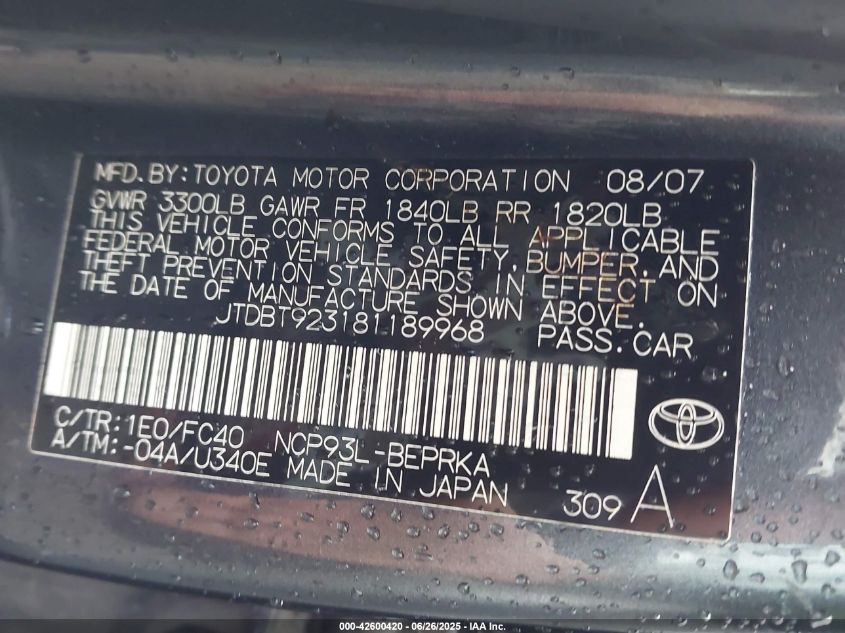 MFD. BY: TOYOTA MOTOR CORPORATION 08/07
GVWR 3300LB GAWR FR 1840LB RR 1820LB
THIS VEHICLE CONFORMS TO ALL APPLICABLE
FEDERAL MOTOR VEHICLE SAFETY, BUMPER, AND
THEFT PREVENTION STANDARDS IN EFFECT ON
THE DATE OF MANUFACTURE SHOWN ABOVE.
JTDBT923181189968 PASS. CAR
C/TR: 1E0/FC40 NCP93L-BEPRKA
A/TM: -04A/U340E MADE IN JAPAN
309 A
000-42600420 - 06/26/2025 - IAA Inc.